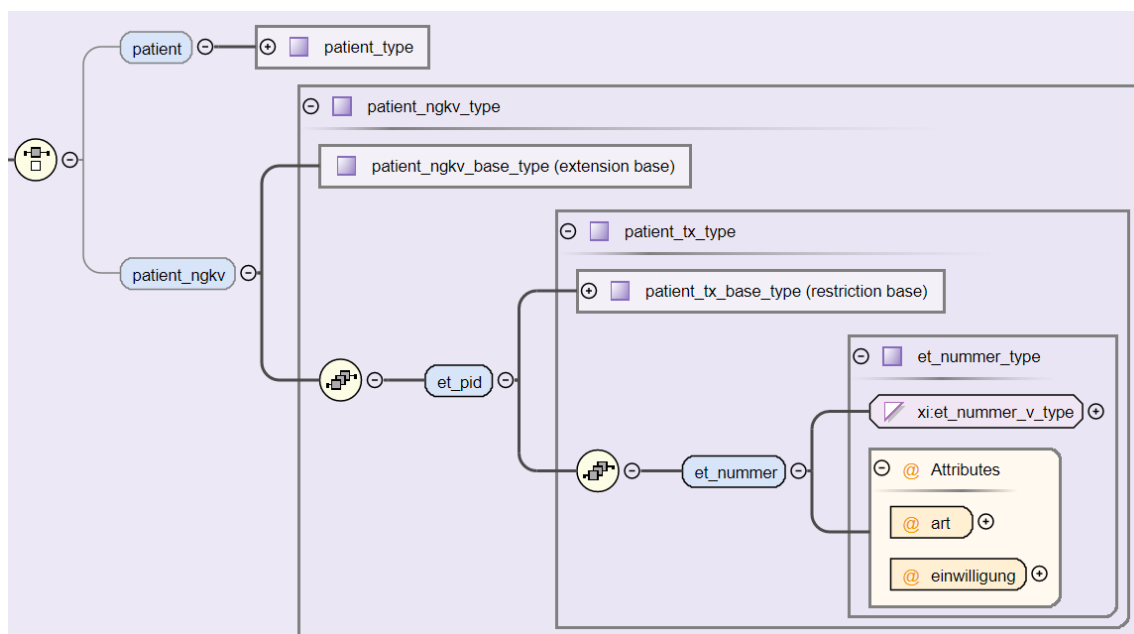 patient
patient_type
patient_ngkv_type
patient_ngkv_base_type (extension base)
patient_tx_type
patient_ngkv
patient_tx_base_type (restriction base)
et_nummer_type
et_pid
xi:et_nummer_v_type
@ Attributes
et_nummer
@ art
@ einwilligung